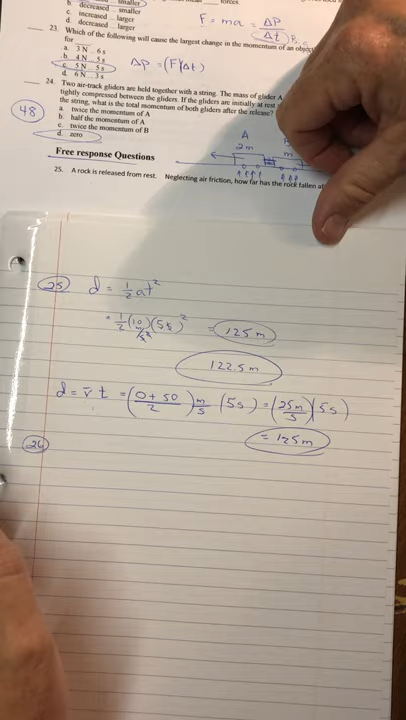 b. decreased smaller
c. increased larger
d. decreased larger
forces.
F = ma = ΔP
Δt
23. Which of the following will cause the largest change in the momentum of an object
for
a. 3 N 6 s
b. 4 N 5 s
c. 5 N 5 s
d. 6 N 3 s
ΔP = (F)(Δt)
24. Two air-track gliders are held together with a string. The mass of glider A
tightly compressed between the gliders. If the gliders are initially at rest
the string, what is the total momentum of both gliders after the release?
a. twice the momentum of A
b. half the momentum of A
c. twice the momentum of B
d. zero
48
A
2m
m
Free response Questions
25. A rock is released from rest. Neglecting air friction, how far has the rock fallen
25 d = 1/2 at²
= 1/2 (10 m/s²)(5s)² = 125 m
122.5 m
d = v̄ t = (0 + 50 / 2) m/s (5s) = (25 m/s)(5s)
= 125 m
26